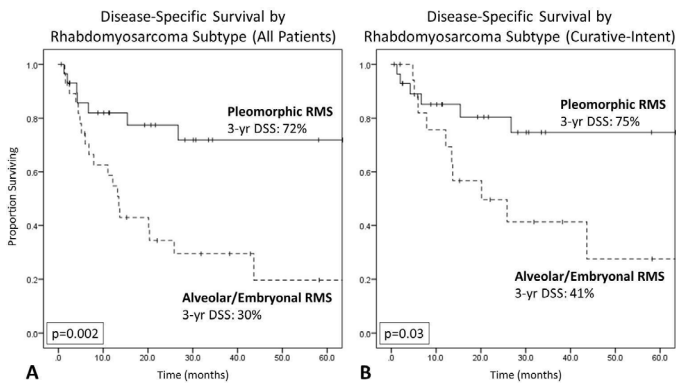 Disease-Specific Survival by
Rhabdomyosarcoma Subtype (All Patients)
Proportion Surviving
1.0
0.8
0.6
0.4
0.2
0.0
Pleomorphic RMS
3-yr DSS: 72%
Alveolar/Embryonal RMS
3-yr DSS: 30%
p=0.002
.0
10.0
20.0
30.0
40.0
50.0
60.0
A
Time (months)
Disease-Specific Survival by
Rhabdomyosarcoma Subtype (Curative-Intent)
1.0
0.8
0.6
0.4
0.2
0.0
Pleomorphic RMS
3-yr DSS: 75%
Alveolar/Embryonal RMS
3-yr DSS: 41%
p=0.03
.0
10.0
20.0
30.0
40.0
50.0
60.0
B
Time (months)